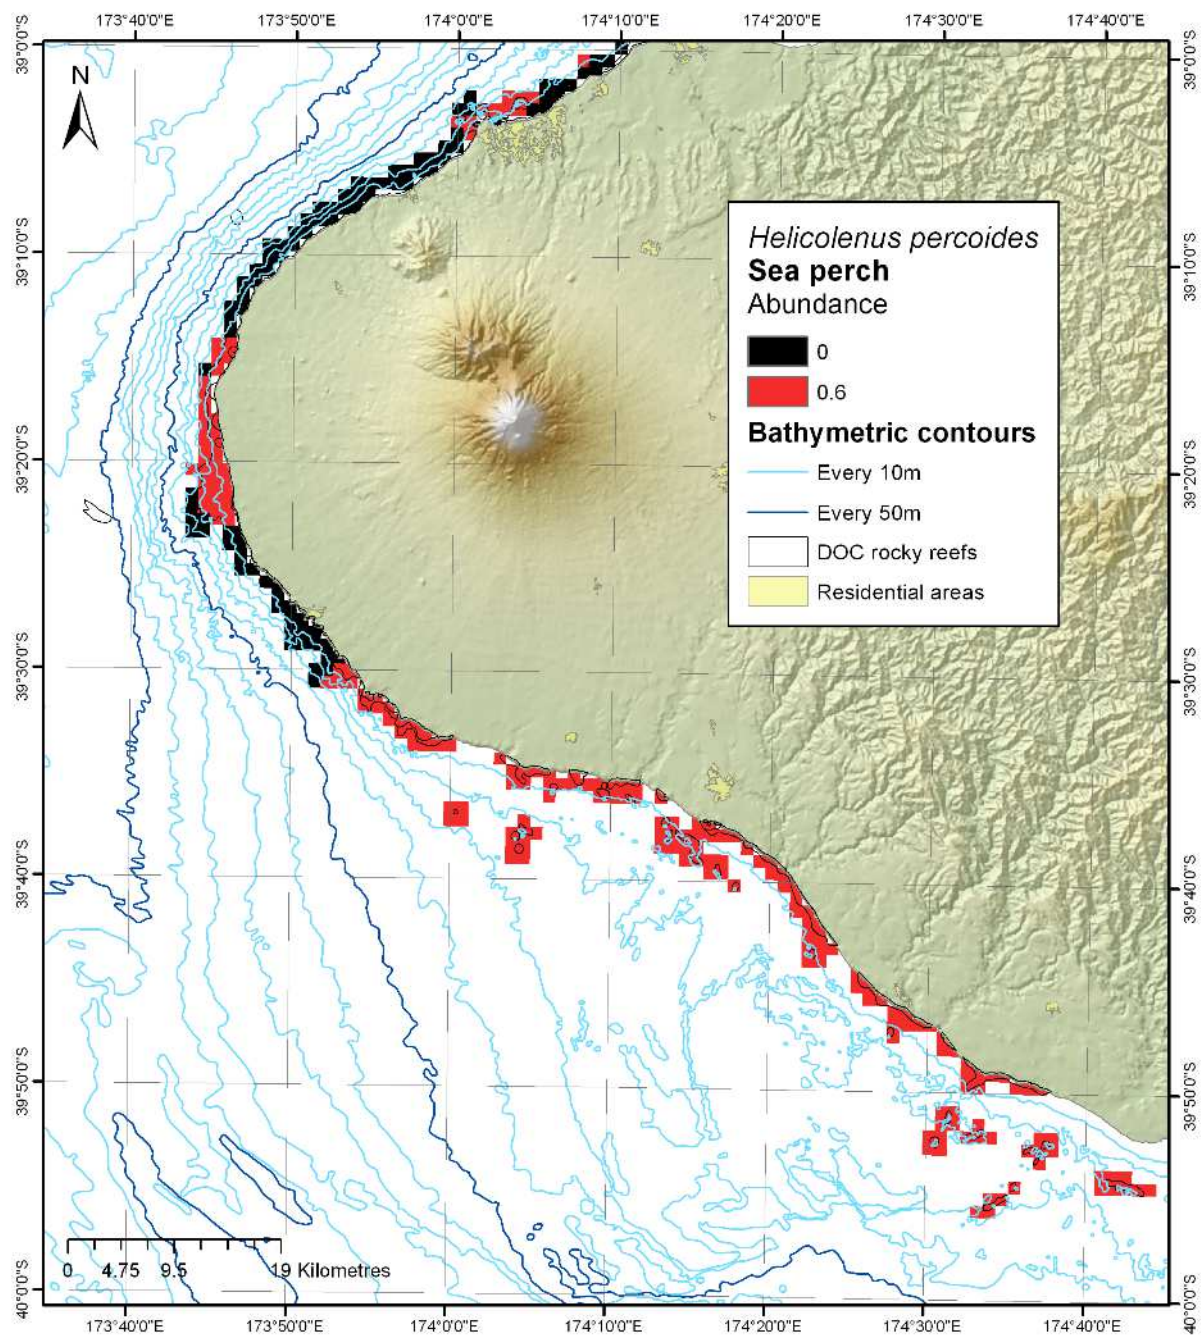 173°40'0"E 173°50'0"E 174°0'0"E 174°10'0"E 174°20'0"E 174°30'0"E 174°40'0"E
39°0'0"S 39°0'0"S
N
Helicolenus percoides
Sea perch
Abundance
0
0.6
Bathymetric contours
Every 10m
Every 50m
DOC rocky reefs
Residential areas
39°10'0"S 39°10'0"S
39°20'0"S 39°20'0"S
39°30'0"S 39°30'0"S
39°40'0"S 39°40'0"S
39°50'0"S 39°50'0"S
0 4.75 9.5 19 Kilometres
40°0'0"S 40°0'0"S
173°40'0"E 173°50'0"E 174°0'0"E 174°10'0"E 174°20'0"E 174°30'0"E 174°40'0"E